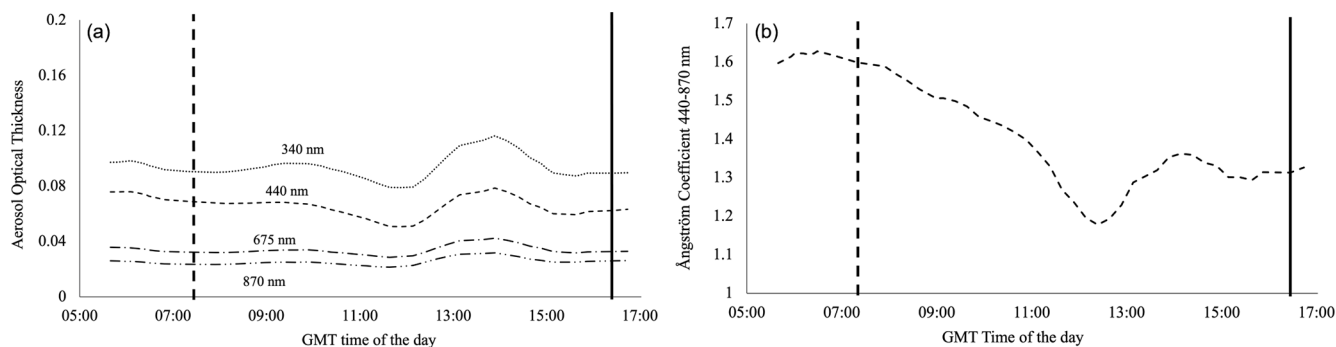 (a)
Aerosol Optical Thickness
0.2
0.16
0.12
0.08
0.04
0
340 nm
440 nm
675 nm
870 nm
05:00 07:00 09:00 11:00 13:00 15:00 17:00
GMT time of the day
(b)
Ångström Coefficient 440-870 nm
1.7
1.6
1.5
1.4
1.3
1.2
1.1
1
05:00 07:00 09:00 11:00 13:00 15:00 17:00
GMT Time of the day